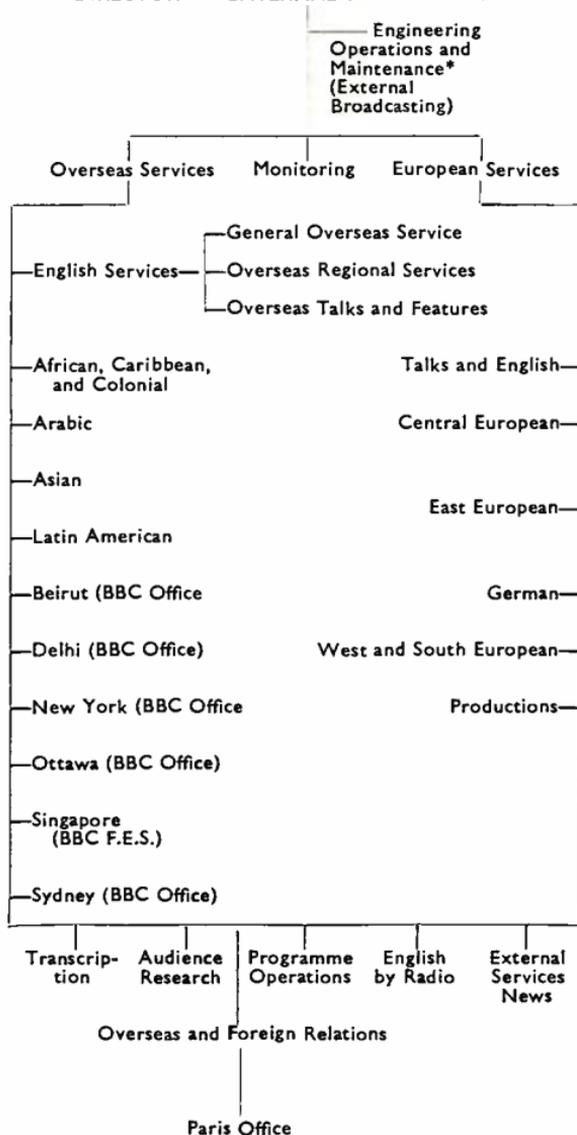 Engineering
Operations and
Maintenance*
(External
Broadcasting)
Overseas Services Monitoring European Services
General Overseas Service
English Services
Overseas Regional Services
Overseas Talks and Features
African, Caribbean,
and Colonial
Talks and English
Arabic
Central European
Asian
East European
Latin American
Beirut (BBC Office
German
Delhi (BBC Office)
West and South European
New York (BBC Office
Productions
Ottawa (BBC Office)
Singapore
(BBC F.E.S.)
Sydney (BBC Office)
Transcrip-
tion
Audience
Research
Programme
Operations
English
by Radio
External
Services
News
Overseas and Foreign Relations
Paris Office